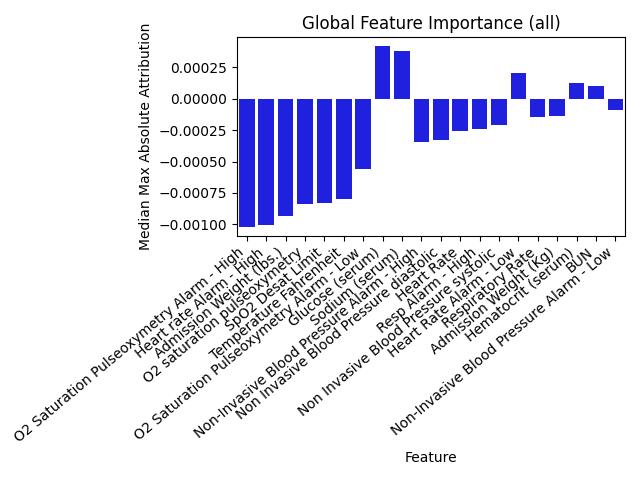 Global Feature Importance (all)
Median Max Absolute Attribution
0.00025
0.00000
−0.00025
−0.00050
−0.00075
−0.00100
O2 Saturation Pulseoxymetry Alarm - High
Heart rate Alarm - High
Admission Weight (lbs.)
O2 saturation pulseoxymetry
SpO2 Desat Limit
Temperature Fahrenheit
O2 Saturation Pulseoxymetry Alarm - Low
Glucose (serum)
Sodium (serum)
Non-Invasive Blood Pressure Alarm - High
Non Invasive Blood Pressure diastolic
Heart Rate
Resp Alarm - High
Non Invasive Blood Pressure systolic
Heart Rate Alarm - Low
Respiratory Rate
Admission Weight (Kg)
Hematocrit (serum)
BUN
Non-Invasive Blood Pressure Alarm - Low
Feature